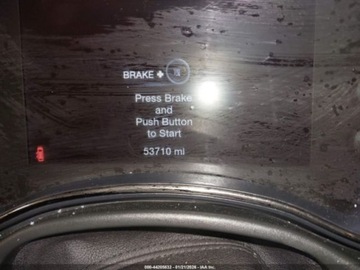 BRAKE +
Press Brake
and
Push Button
to Start
53710 mi